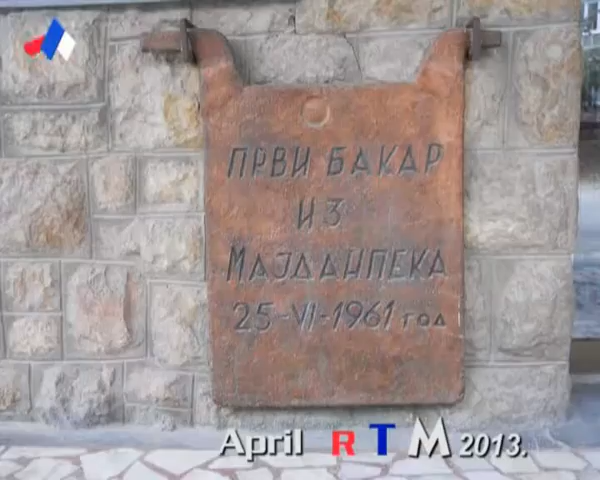 ПРВИ БАКАР
ИЗ
МАЈДАНПЕКА
25-VI-1961 год
April RTM 2013.